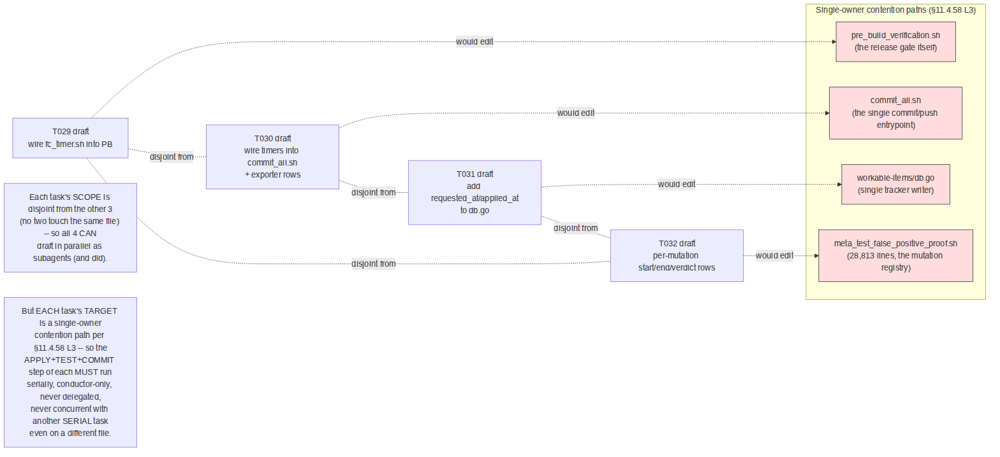 Single-owner contention paths (§11.4.58 L3)
pre_build_verification.sh
(the release gate itself)
would edit
commit_all.sh
(the single commit/push
entrypoint)
would edit
T029 draft
wire fc_timer.sh into PB
disjoint from
T030 draft
wire timers into
commit_all.sh
+ exporter rows
disjoint from
T031 draft
add
requested_at/applied_at
to db.go
would edit
workable-items/db.go
(single tracker writer)
disjoint from
T032 draft
per-mutation
start/end/verdict rows
would edit
meta_test_false_positive_proof.sh
(28,813 lines, the mutation
registry)
disjoint from
Each task's SCOPE is
disjoint from the other 3
(no two touch the same file)
-- so all 4 CAN
draft in parallel as
subagents (and did).
But EACH task's TARGET
is a single-owner
contention path per
§11.4.58 L3 -- so the
APPLY+TEST+COMMIT
step of each MUST run
serially, conductor-only,
never delegated,
never concurrent with
another SERIAL task
even on a different file.